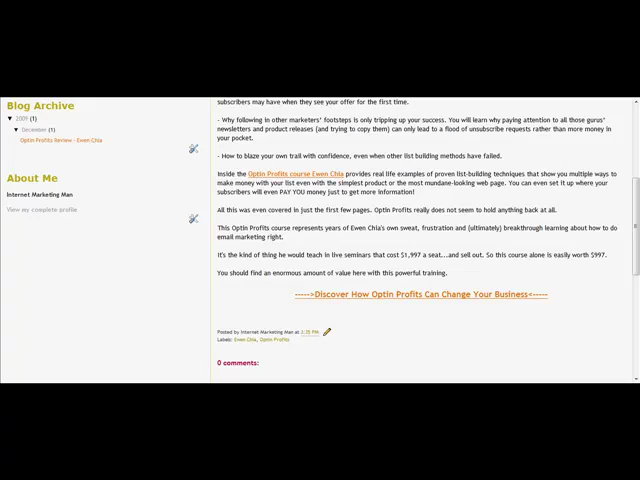 Blog Archive
▼ 2009 (1)
▼ December (1)
Optin Profits Review - Ewen Chia
About Me
Internet Marketing Man
View my complete profile
subscribers may have when they see your offer for the first time.
- Why following in other marketers' footsteps is only tripping up your success. You will learn why paying attention to all those gurus'
newsletters and product releases (and trying to copy them) can only lead to a flood of unsubscribe requests rather than more money in
your pocket.
- How to blaze your own trail with confidence, even when other list building methods have failed.
Inside the Optin Profits course Ewen Chia provides real life examples of proven list-building techniques that show you multiple ways to
make money with your list even with the simplest product or the most mundane-looking web page. You can even set it up where your
subscribers will even PAY YOU money just to get more information!
All this was even covered in just the first few pages. Optin Profits really does not seem to hold anything back at all.
This Optin Profits course represents years of Ewen Chia's own sweat, frustration and (ultimately) breakthrough learning about how to do
email marketing right.
It's the kind of thing he would teach in live seminars that cost $1,997 a seat...and sell out. So this course alone is easily worth $997.
You should find an enormous amount of value here with this powerful training.
----->Discover How Optin Profits Can Change Your Business<-----
Posted by Internet Marketing Man at 1:35 PM
Labels: Ewen Chia, Optin Profits
0 comments: